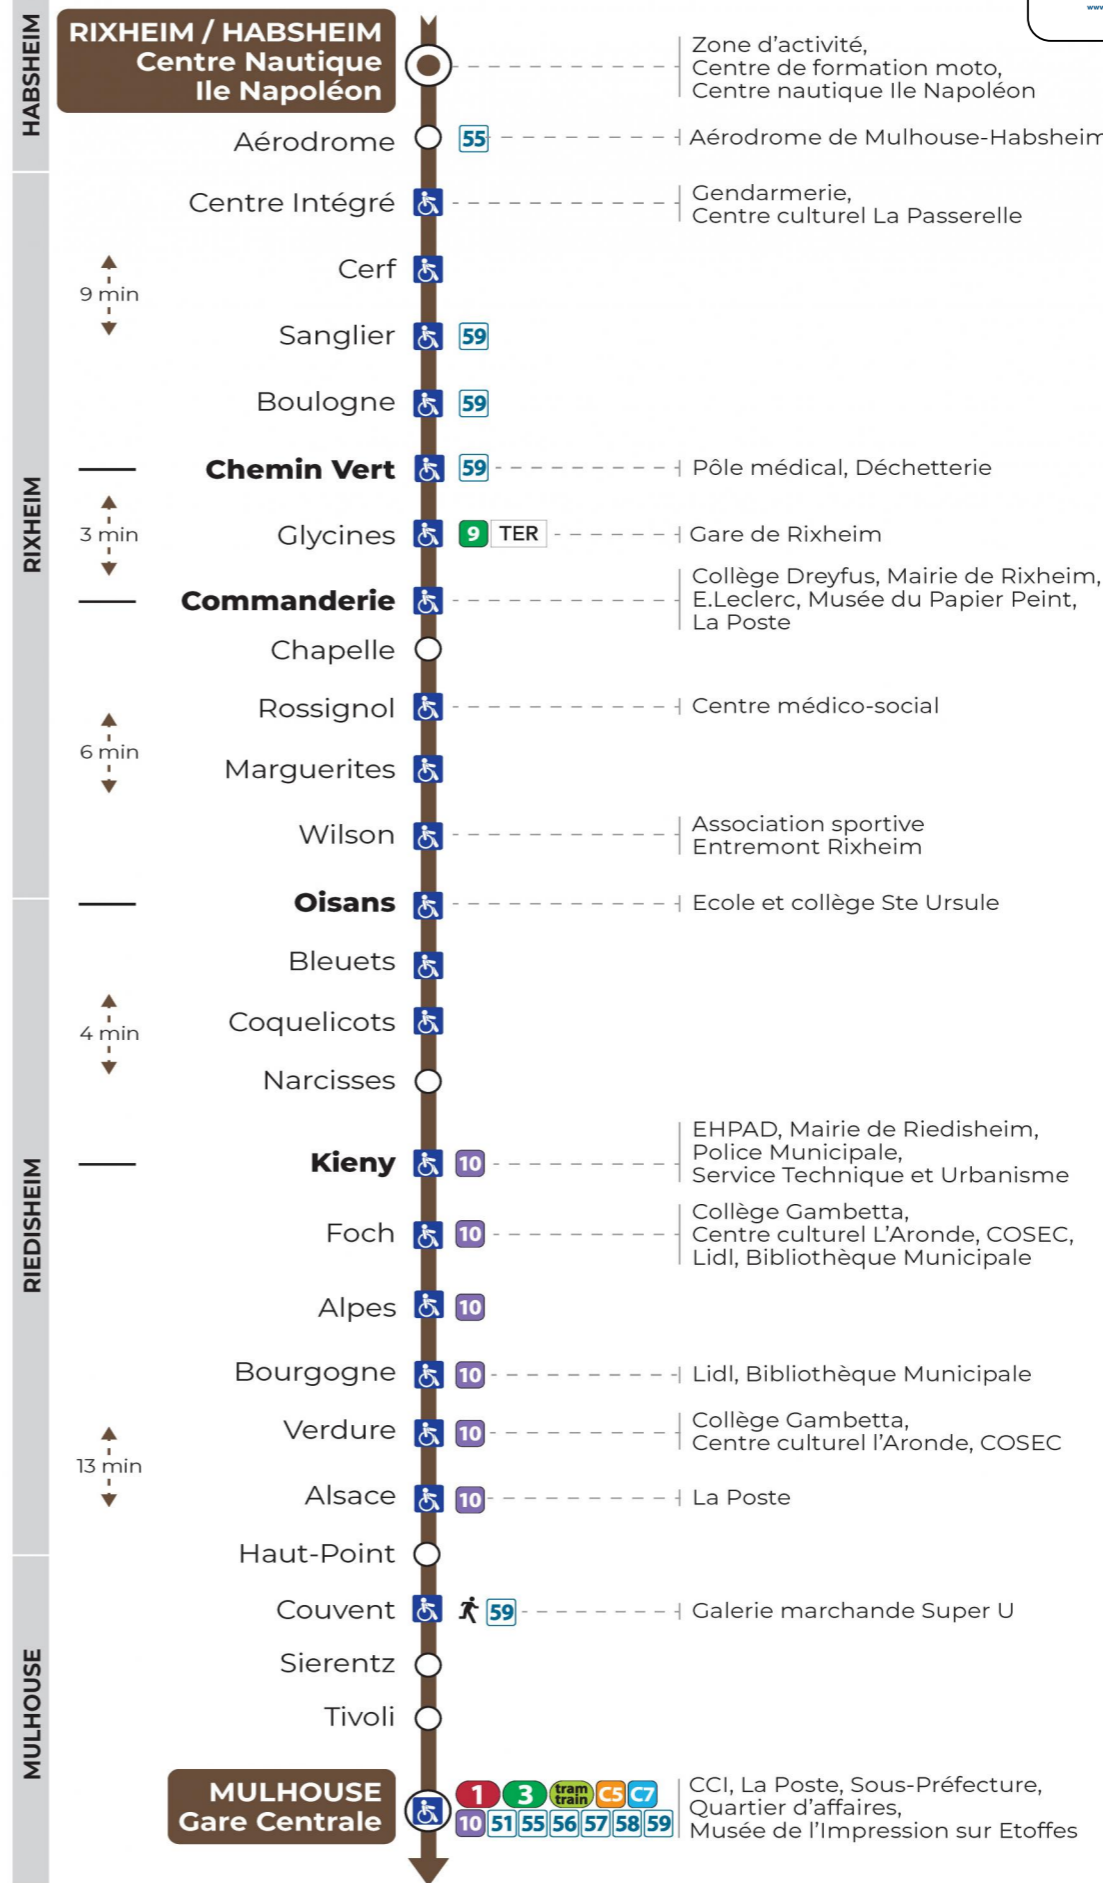 www.
HABSHEIM
RIXHEIM / HABSHEIM
Centre Nautique
Ile Napoléon
Zone d'activité,
Centre de formation moto,
Centre nautique Ile Napoléon
Aérodrome 55 Aérodrome de Mulhouse-Habsheim
RIXHEIM
Centre Intégré
Gendarmerie,
Centre culturel La Passerelle
Cerf
9 min
Sanglier 59
Boulogne 59
Chemin Vert 59 Pôle médical, Déchetterie
3 min
Glycines 9 TER Gare de Rixheim
Commanderie
Collège Dreyfus, Mairie de Rixheim,
E.Leclerc, Musée du Papier Peint,
La Poste
Chapelle
Rossignol Centre médico-social
6 min
Marguerites
Wilson
Association sportive
Entremont Rixheim
RIEDISHEIM
Oisans Ecole et collège Ste Ursule
Bleuets
Coquelicots
4 min
Narcisses
Kieny 10
EHPAD, Mairie de Riedisheim,
Police Municipale,
Service Technique et Urbanisme
Foch 10
Collège Gambetta,
Centre culturel L'Aronde, COSEC,
Lidl, Bibliothèque Municipale
Alpes 10
Bourgogne 10 Lidl, Bibliothèque Municipale
Verdure 10
Collège Gambetta,
Centre culturel l'Aronde, COSEC
13 min
Alsace 10 La Poste
Haut-Point
MULHOUSE
Couvent 59 Galerie marchande Super U
Sierentz
Tivoli
MULHOUSE
Gare Centrale
1 3 tram train C5 C7
10 51 55 56 57 58 59
CCI, La Poste, Sous-Préfecture,
Quartier d'affaires,
Musée de l'Impression sur Etoffes